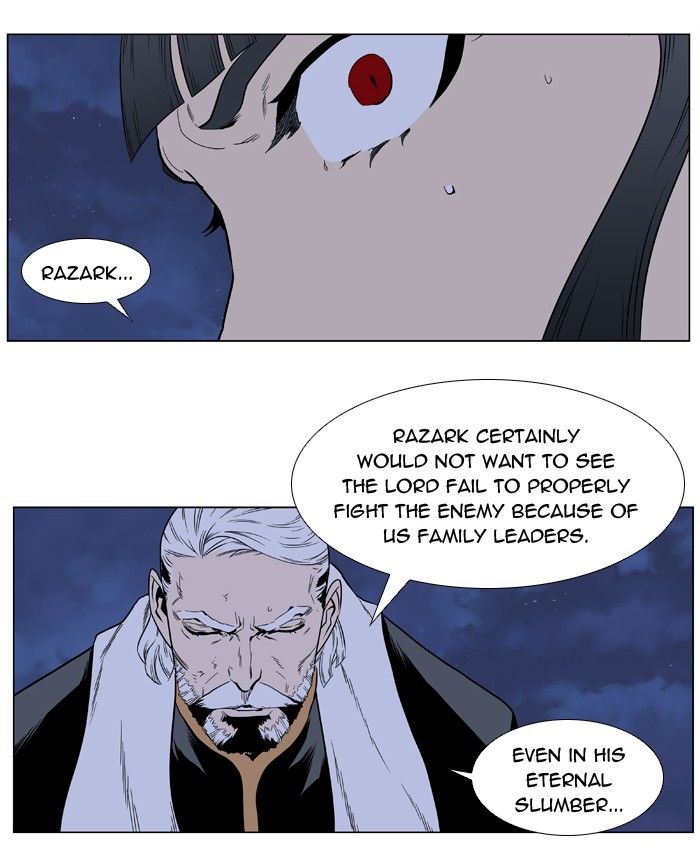 RAZARK...
RAZARK CERTAINLY
WOULD NOT WANT TO SEE
THE LORD FAIL TO PROPERLY
FIGHT THE ENEMY BECAUSE OF
US FAMILY LEADERS.
EVEN IN HIS
ETERNAL
SLUMBER...